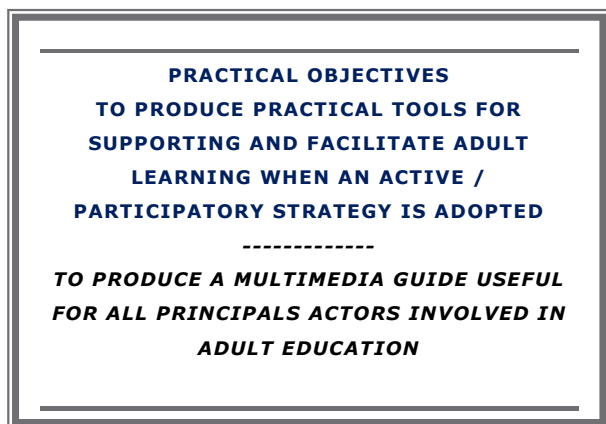 PRACTICAL OBJECTIVES
TO PRODUCE PRACTICAL TOOLS FOR
SUPPORTING AND FACILITATE ADULT
LEARNING WHEN AN ACTIVE /
PARTICIPATORY STRATEGY IS ADOPTED
-------------
TO PRODUCE A MULTIMEDIA GUIDE USEFUL
FOR ALL PRINCIPALS ACTORS INVOLVED IN
ADULT EDUCATION